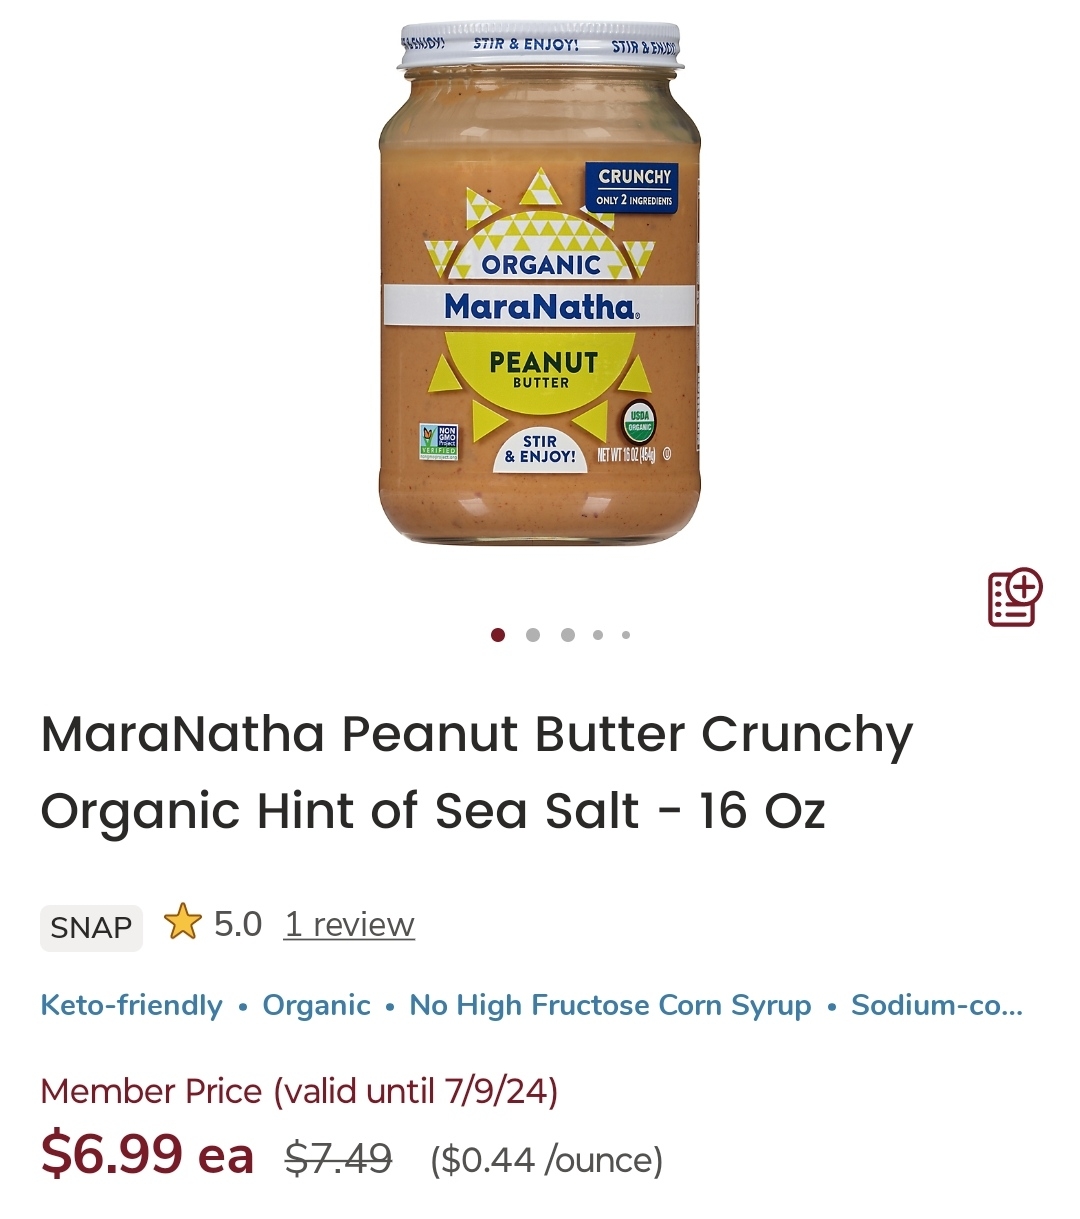 STIR & ENJOY!
CRUNCHY
ONLY 2 INGREDIENTS
ORGANIC
MaraNatha®
PEANUT
BUTTER
NON
GMO
Project
VERIFIED
nongmoproject.org
STIR
& ENJOY!
USDA
ORGANIC
NET WT 16 OZ (454g)
MaraNatha Peanut Butter Crunchy
Organic Hint of Sea Salt - 16 Oz
SNAP 5.0 1 review
Keto-friendly • Organic • No High Fructose Corn Syrup • Sodium-co...
Member Price (valid until 7/9/24)
$6.99 ea $7.49 ($0.44 /ounce)